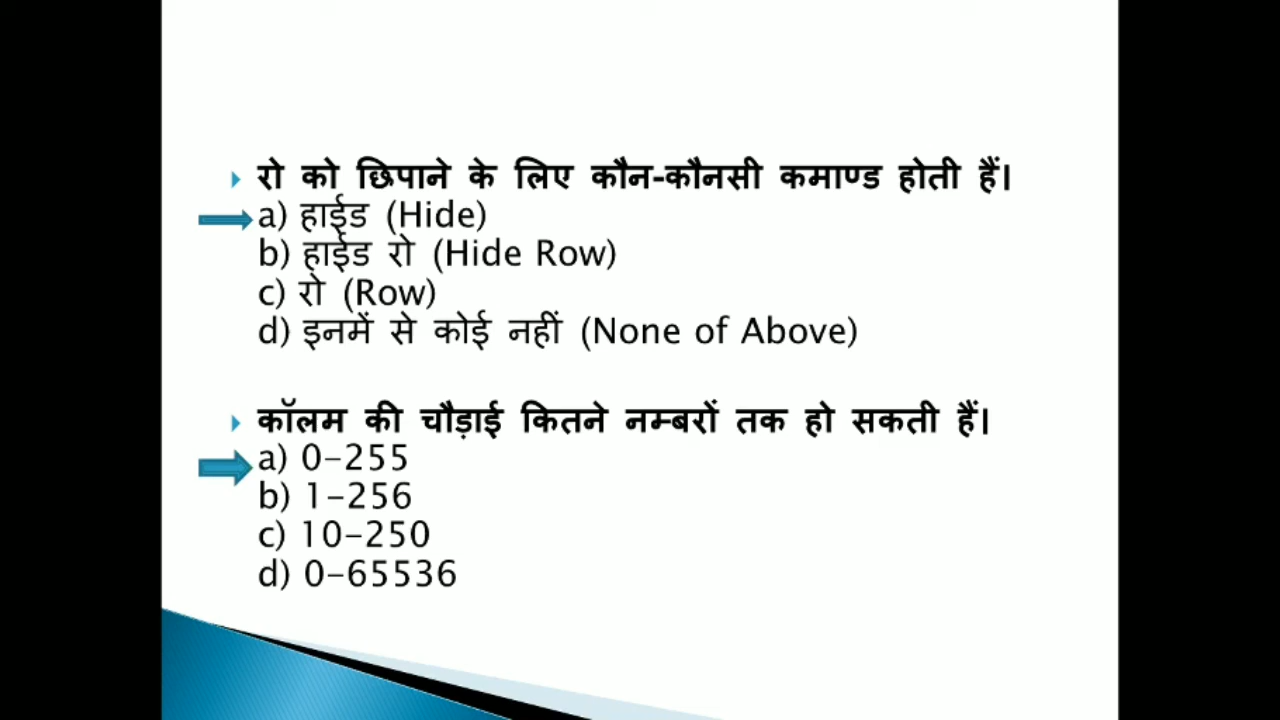 रो को छिपाने के लिए कौन-कौनसी कमाण्ड होती हैं।
a) हाईड (Hide)
b) हाईड रो (Hide Row)
c) रो (Row)
d) इनमें से कोई नहीं (None of Above)
कॉलम की चौड़ाई कितने नम्बरों तक हो सकती हैं।
a) 0-255
b) 1-256
c) 10-250
d) 0-65536